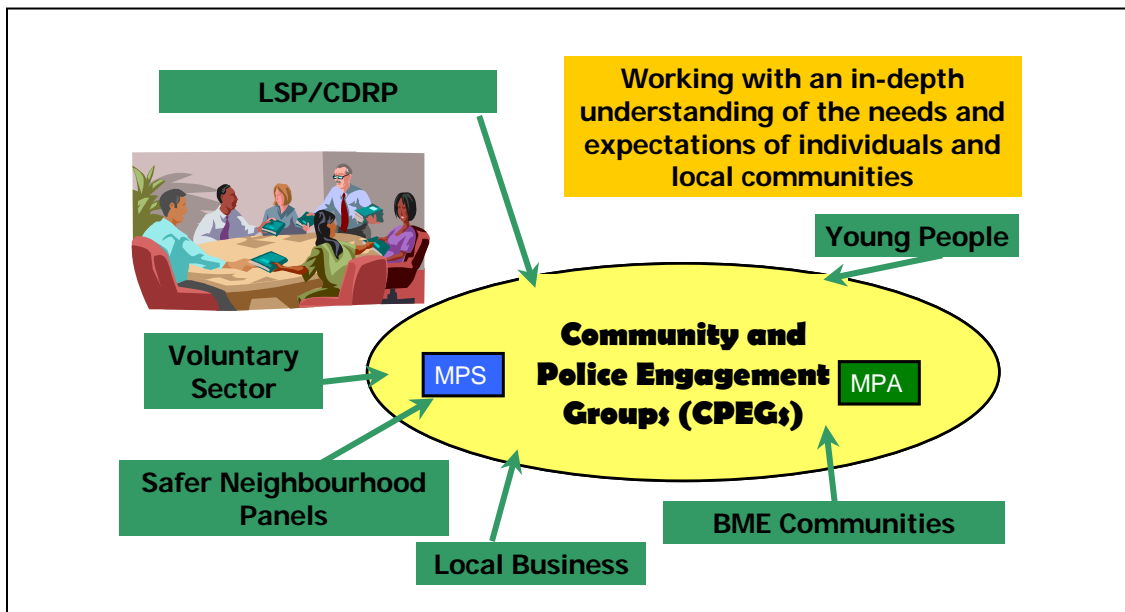 LSP/CDRP
Working with an in-depth
understanding of the needs and
expectations of individuals and
local communities
Young People
Community and
Police Engagement
Groups (CPEGs)
MPS
MPA
Voluntary
Sector
Safer Neighbourhood
Panels
BME Communities
Local Business